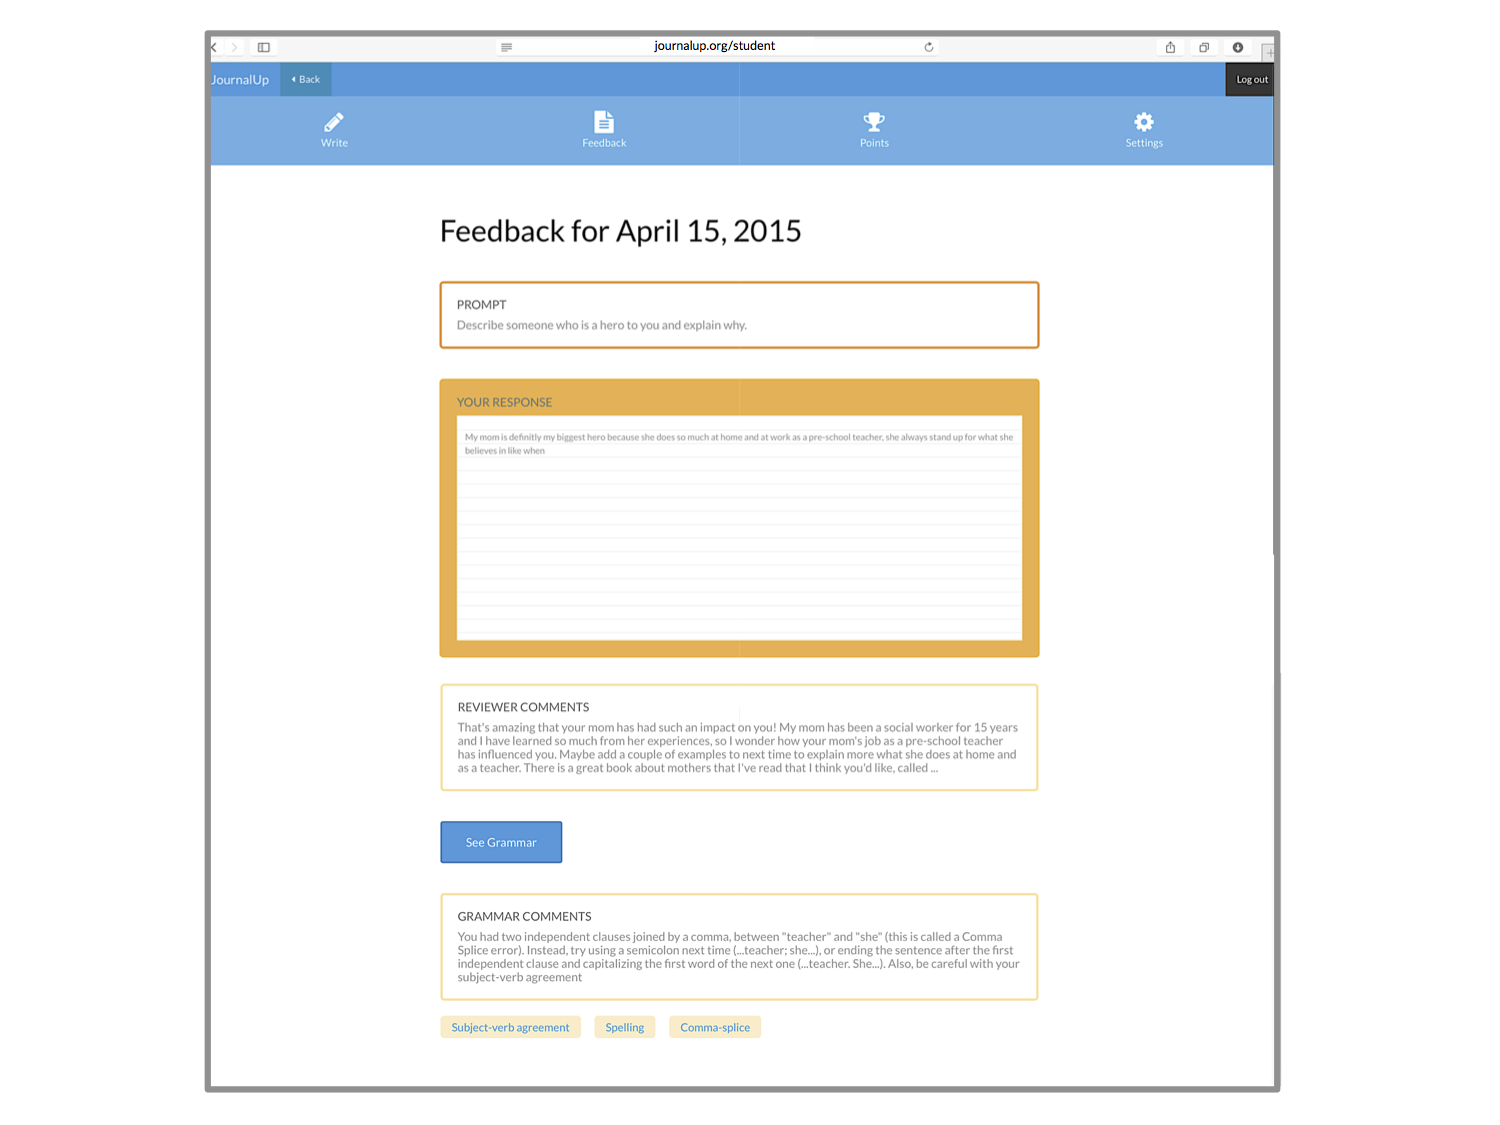 journalup.org/student
JournalUp
Back
Log out
Write
Feedback
Points
Settings
Feedback for April 15, 2015
PROMPT
Describe someone who is a hero to you and explain why.
YOUR RESPONSE
My mom is definitly my biggest hero because she does so much at home and at work as a pre-school teacher, she always stand up for what she
believes in like when
REVIEWER COMMENTS
That's amazing that your mom has had such an impact on you! My mom has been a social worker for 15 years
and I have learned so much from her experiences, so I wonder how your mom's job as a pre-school teacher
has influenced you. Maybe add a couple of examples to next time to explain more what she does at home and
as a teacher. There is a great book about mothers that I've read that I think you'd like, called ...
See Grammar
GRAMMAR COMMENTS
You had two independent clauses joined by a comma, between "teacher" and "she" (this is called a Comma
Splice error). Instead, try using a semicolon next time (...teacher; she...), or ending the sentence after the first
independent clause and capitalizing the first word of the next one (...teacher. She...). Also, be careful with your
subject-verb agreement
Subject-verb agreement
Spelling
Comma-splice